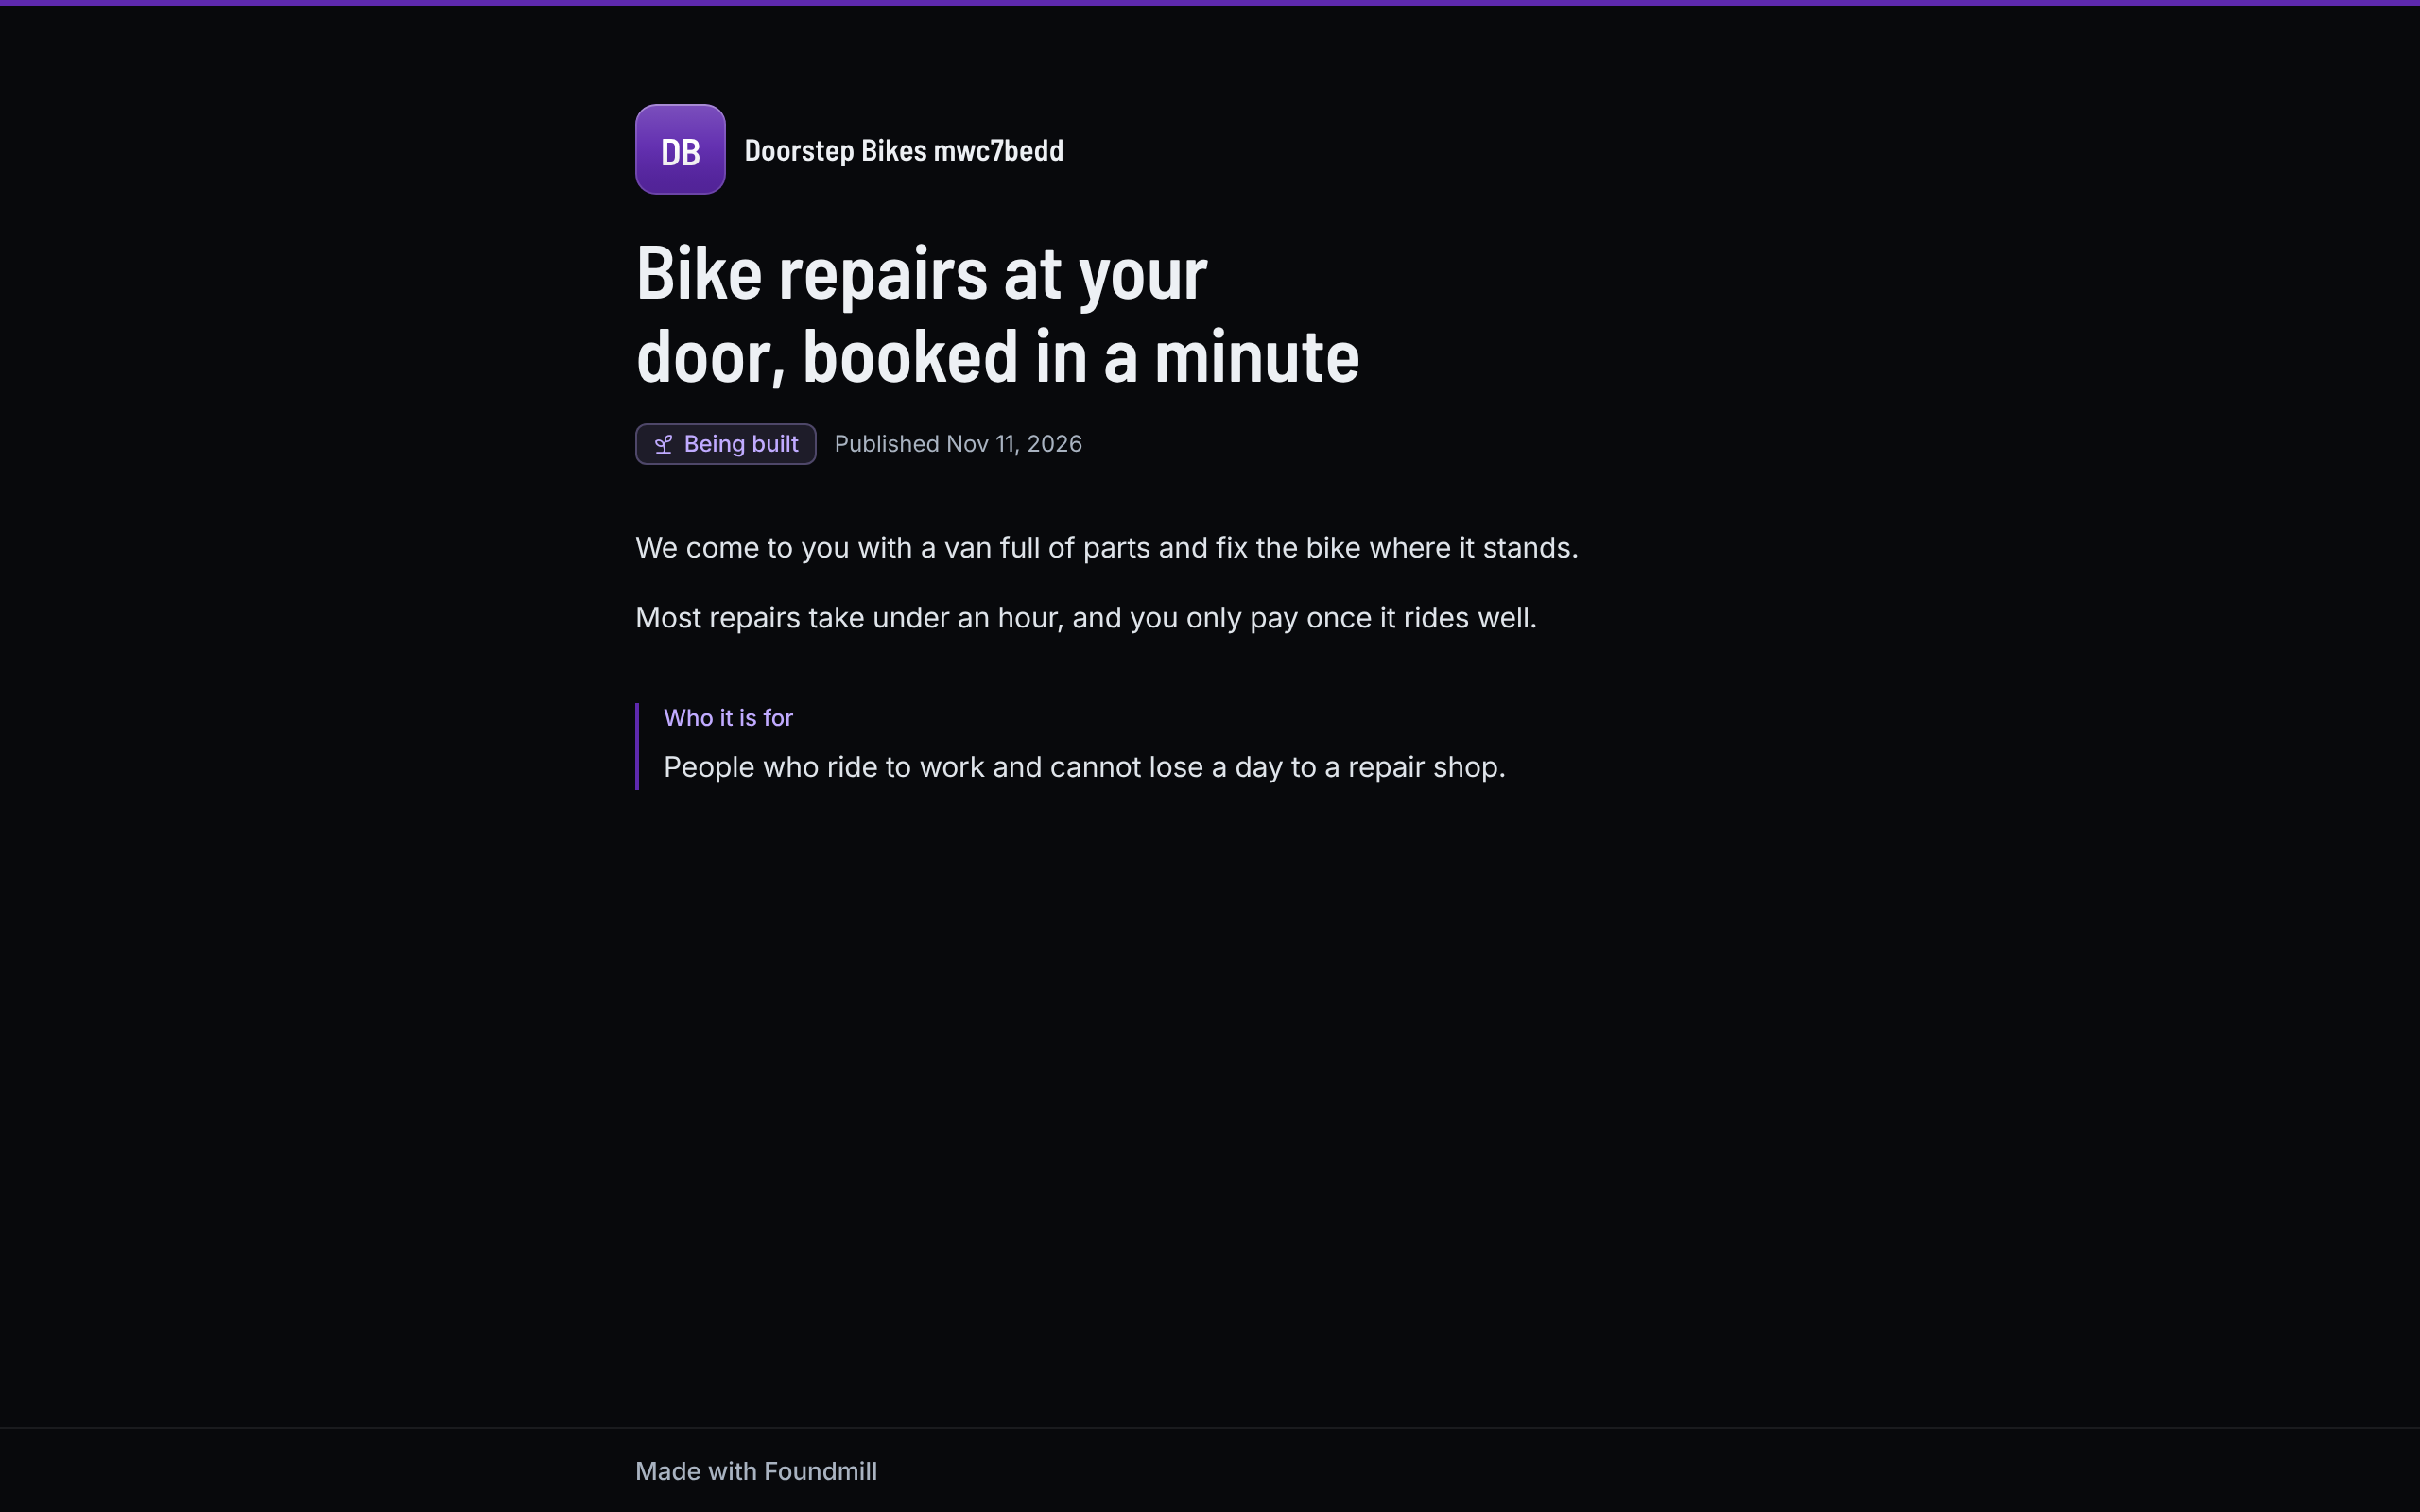 DB
Doorstep Bikes mwc7bedd
Bike repairs at your
door, booked in a minute
Being built
Published Nov 11, 2026
We come to you with a van full of parts and fix the bike where it stands.
Most repairs take under an hour, and you only pay once it rides well.
Who it is for
People who ride to work and cannot lose a day to a repair shop.
Made with Foundmill